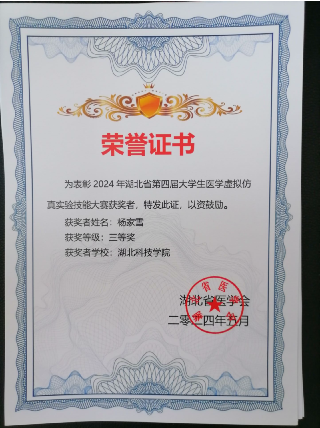 荣誉证书
为表彰 2024 年湖北省第四届大学生医学虚拟仿
真实验技能大赛获奖者，特发此证，以资鼓励。
获奖者姓名：杨家雪
获奖等级：三等奖
获奖者学校：湖北科技学院
湖北省医学会
二零二四年五月